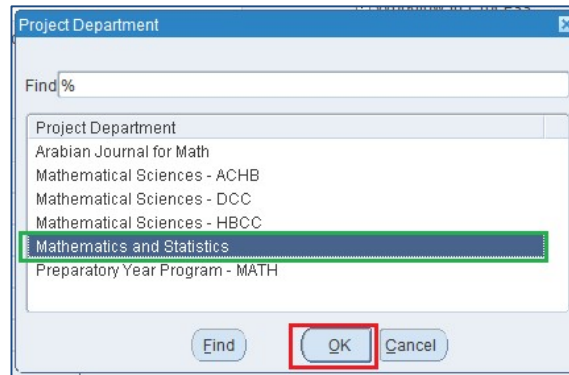 Project Department
Find %
Project Department
Arabian Journal for Math
Mathematical Sciences - ACHB
Mathematical Sciences - DCC
Mathematical Sciences - HBCC
Mathematics and Statistics
Preparatory Year Program - MATH
Find OK Cancel